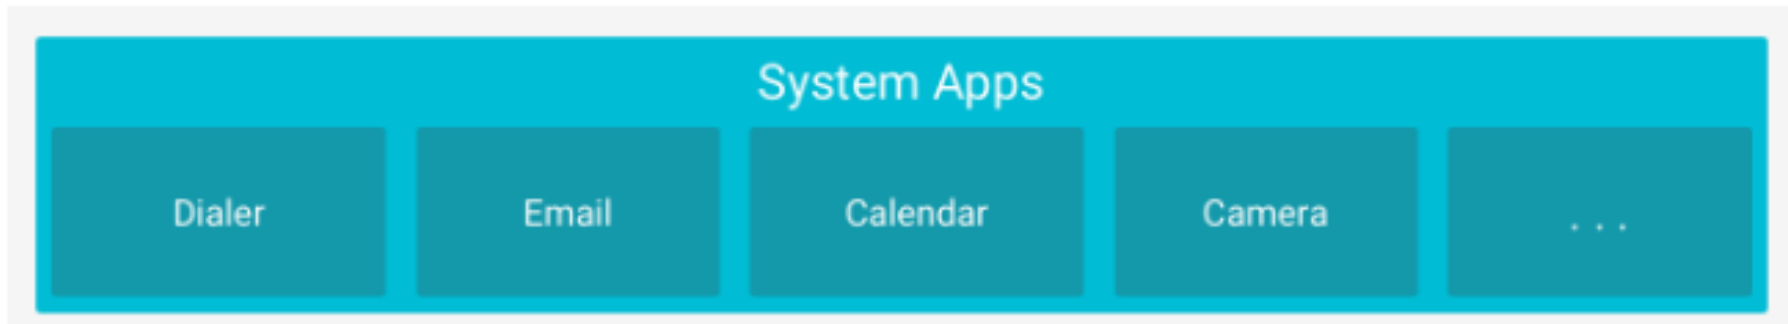 System Apps
Dialer Email Calendar Camera . . .